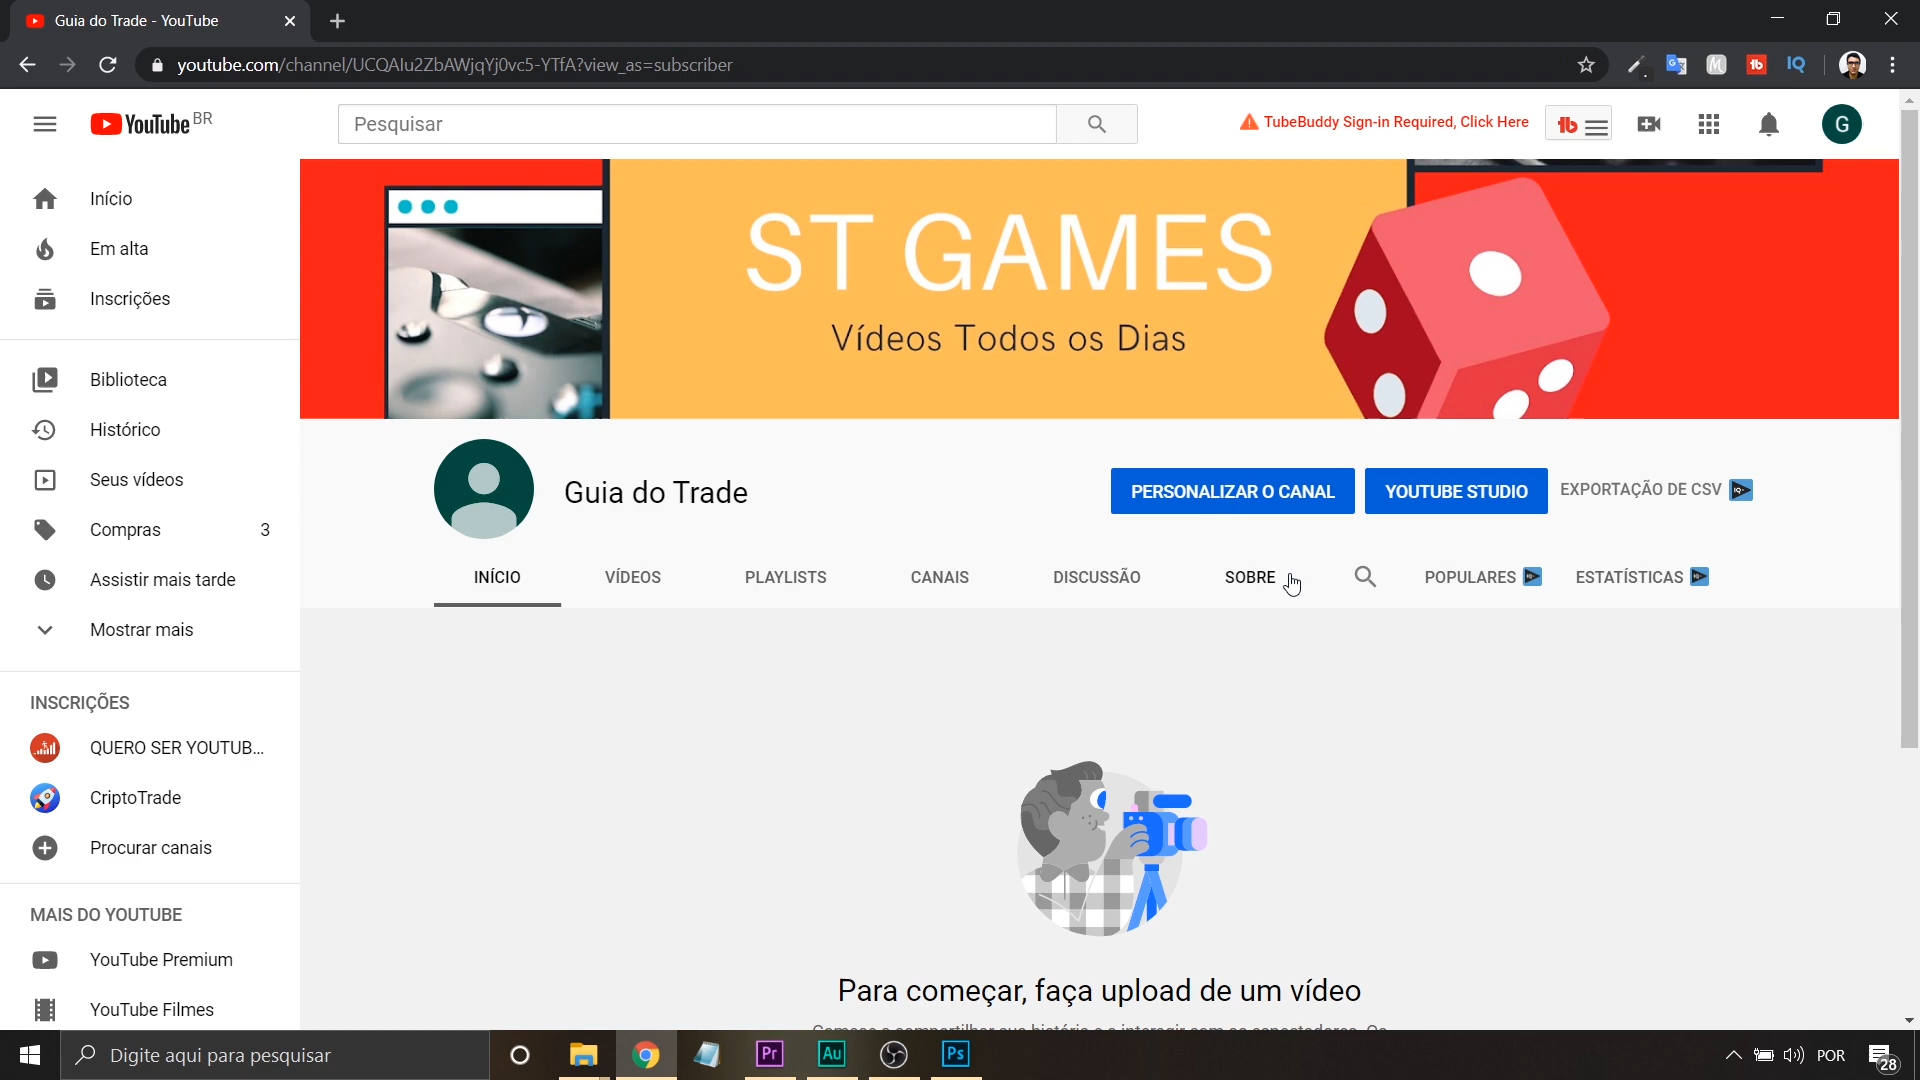 Guia do Trade - YouTube
youtube.com/channel/UCQAlu2ZbAWjqYj0vc5-YTfA?view_as=subscriber
YouTube BR
Pesquisar
TubeBuddy Sign-in Required, Click Here
G
Início
Em alta
Inscrições
Biblioteca
Histórico
Seus vídeos
Compras 3
Assistir mais tarde
Mostrar mais
INSCRIÇÕES
QUERO SER YOUTUB...
CriptoTrade
Procurar canais
MAIS DO YOUTUBE
YouTube Premium
YouTube Filmes
ST GAMES
Vídeos Todos os Dias
Guia do Trade
PERSONALIZAR O CANAL
YOUTUBE STUDIO
EXPORTAÇÃO DE CSV
INÍCIO
VÍDEOS
PLAYLISTS
CANAIS
DISCUSSÃO
SOBRE
POPULARES
ESTATÍSTICAS
Para começar, faça upload de um vídeo
Digite aqui para pesquisar
Pr
Au
Ps
POR
28